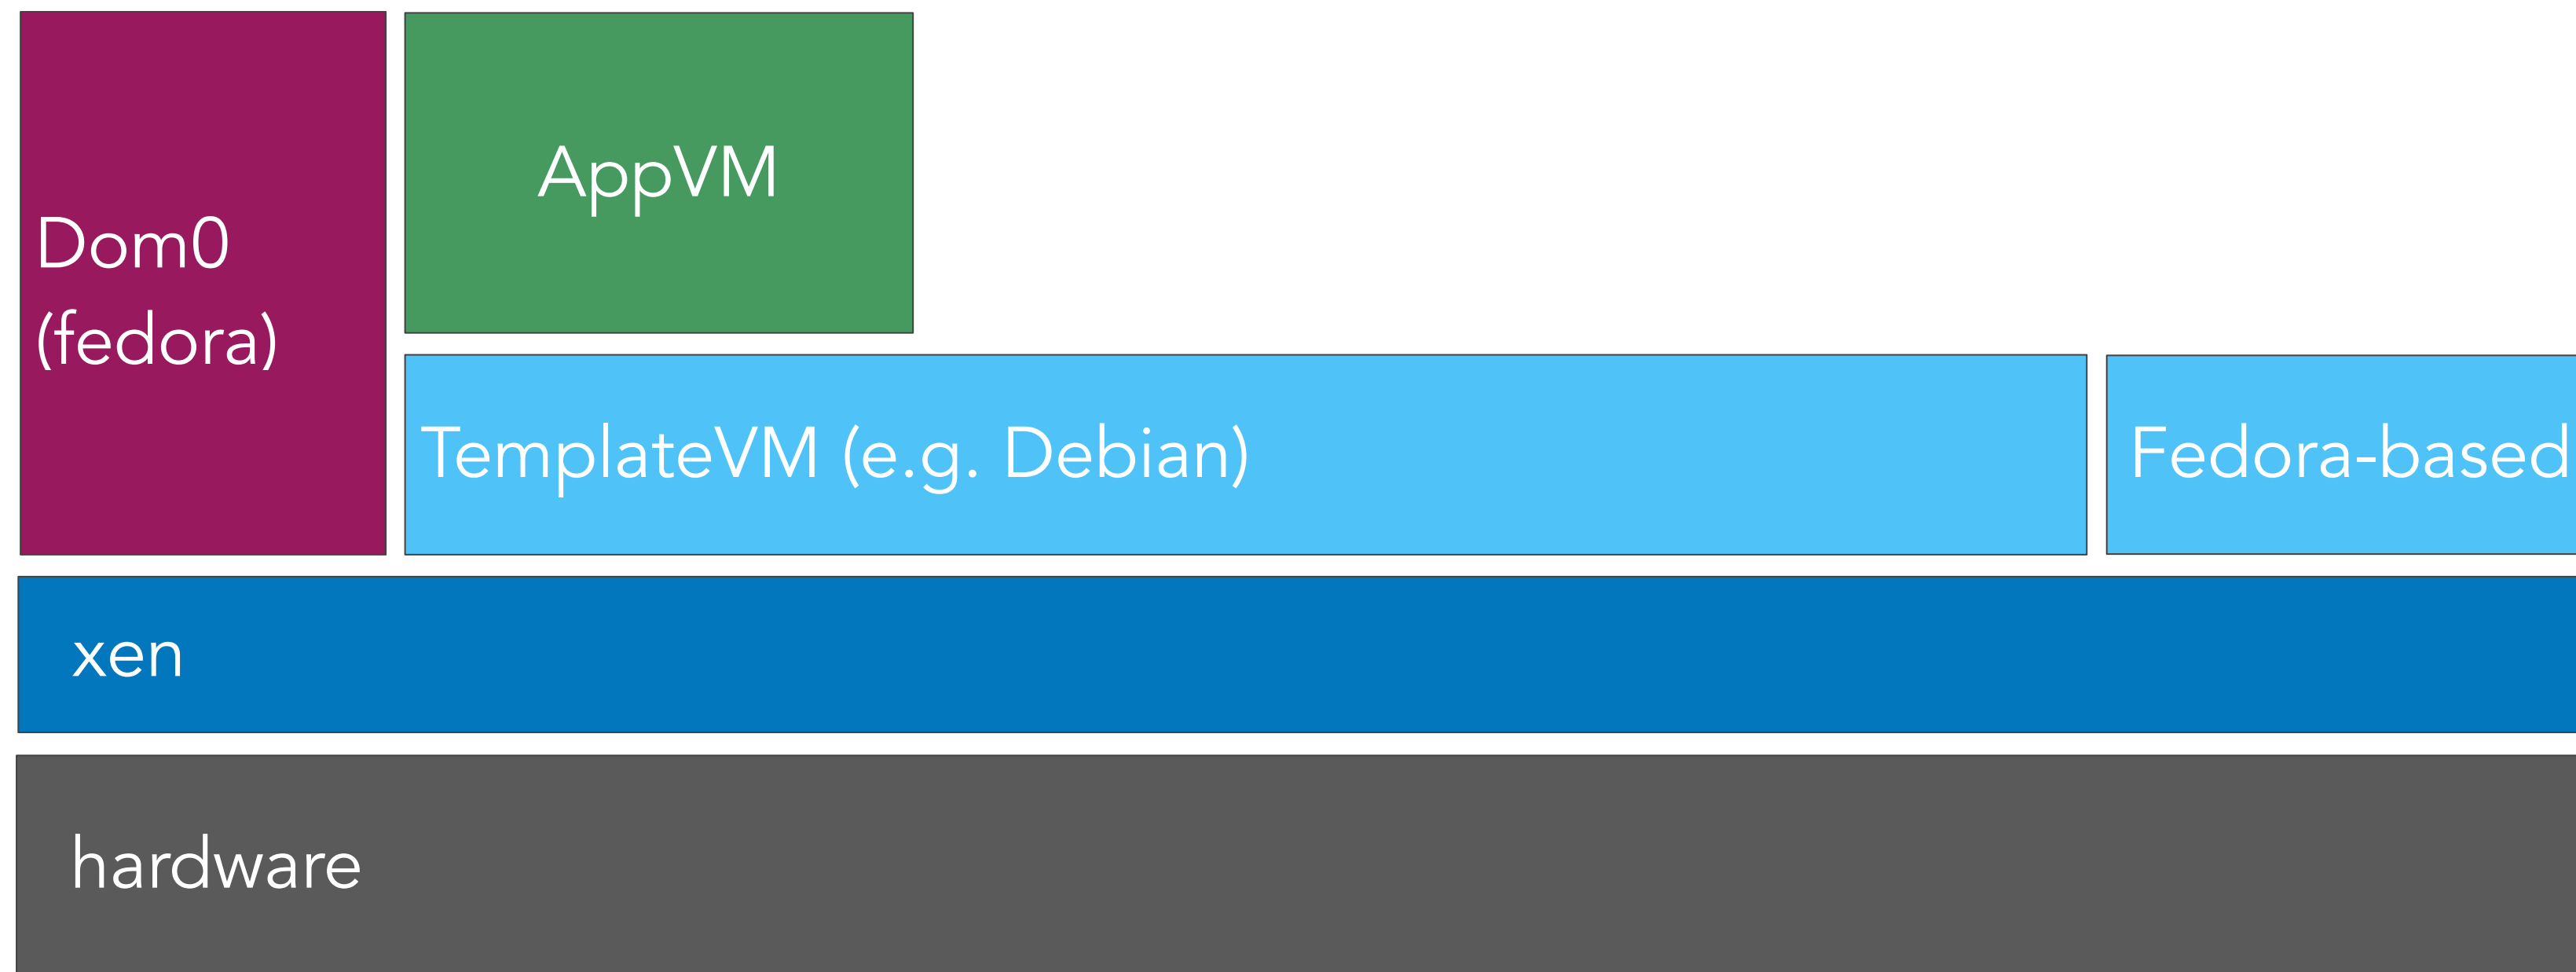 Dom0
(fedora)
AppVM
TemplateVM (e.g. Debian)
Fedora-based
xen
hardware